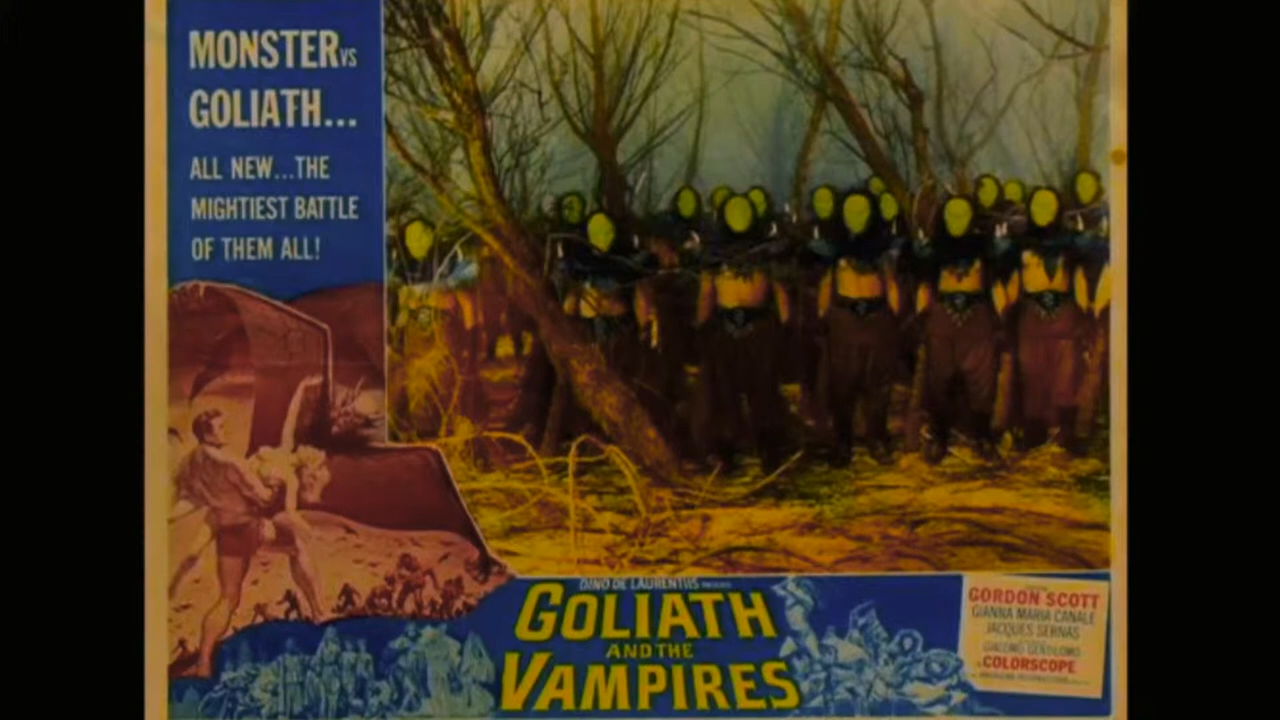 MONSTER VS
GOLIATH...
ALL NEW...THE
MIGHTIEST BATTLE
OF THEM ALL!
DINO DE LAURENTIIS
GOLIATH
AND THE
VAMPIRES
GORDON SCOTT
GIANNA MARIA CANALE
JACQUES SERNAS
COLORSCOPE